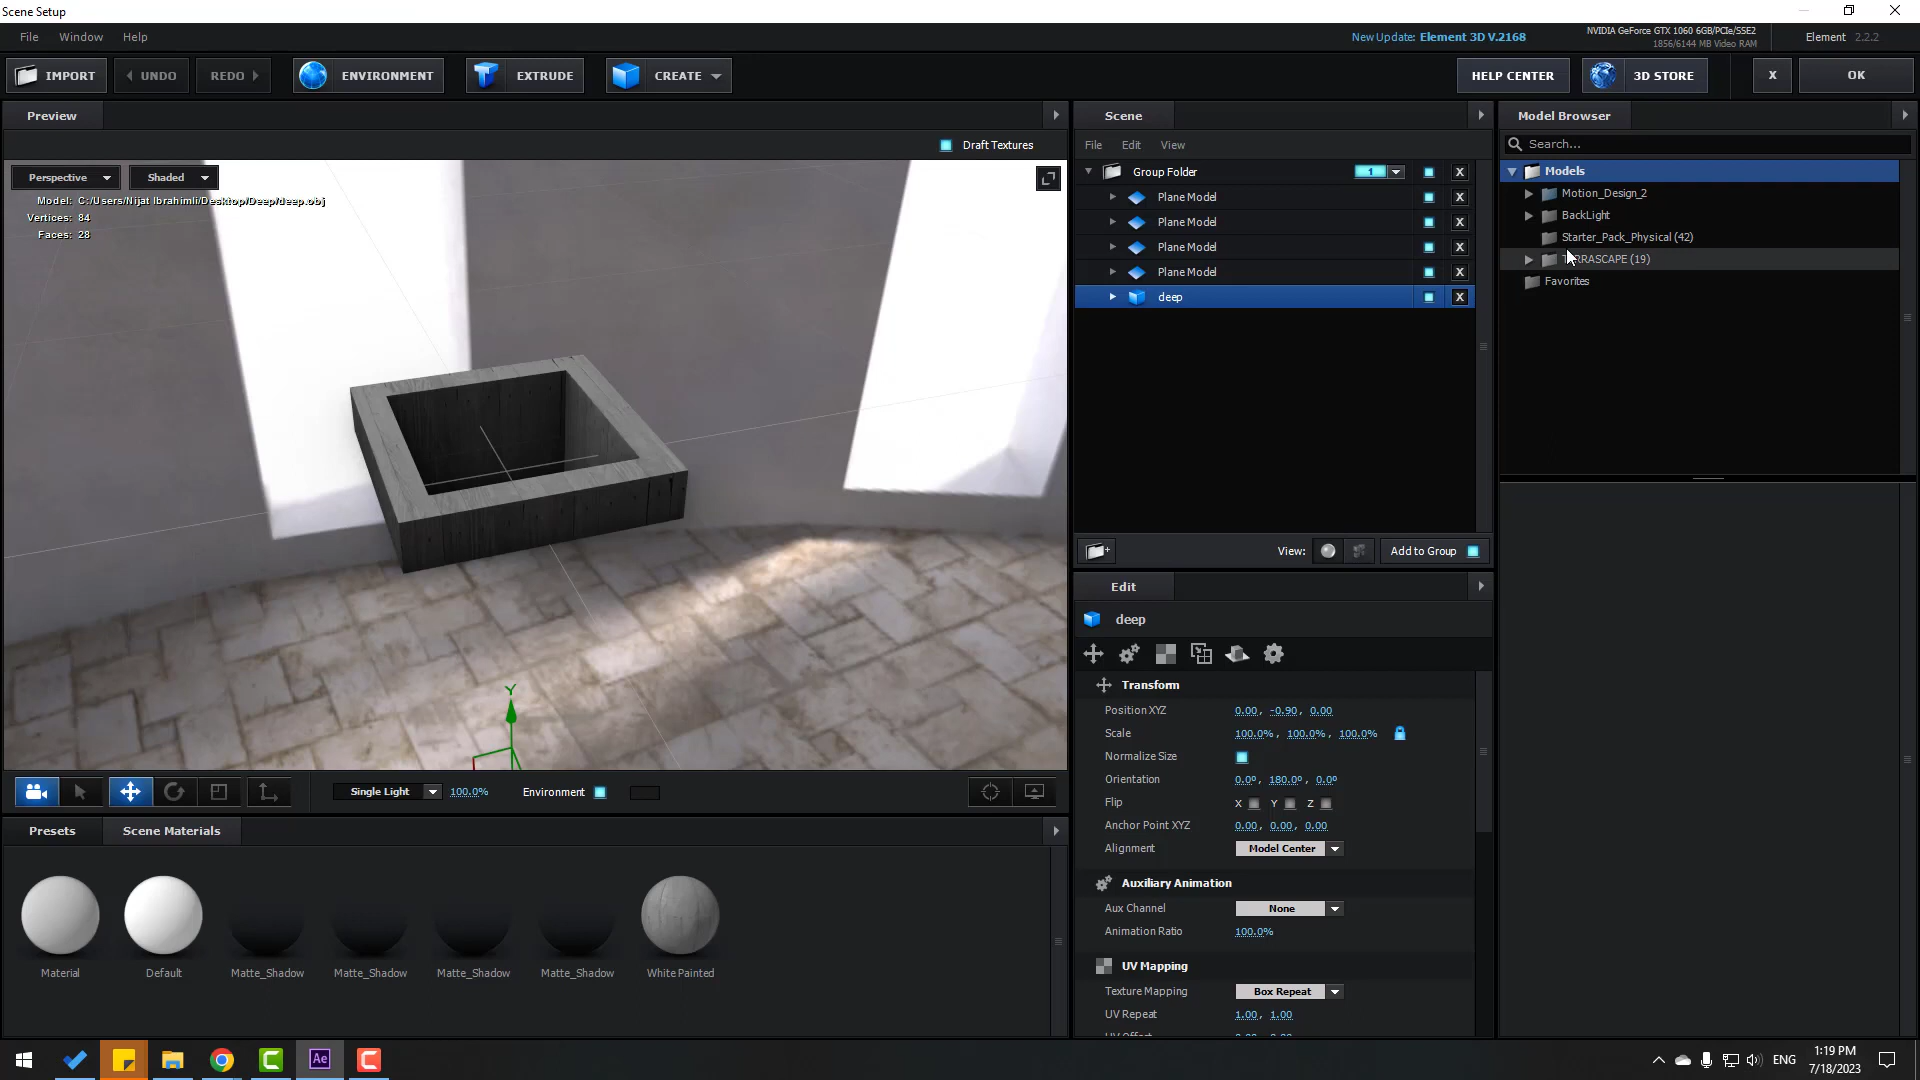 Scene Setup
File Window Help
New Update: Element 3D V.2168
NVIDIA GeForce GTX 1060 6GB/PCIe/SSE2
1856/6144 MB Video RAM
Element 2.2.2
IMPORT UNDO REDO ENVIRONMENT EXTRUDE CREATE HELP CENTER 3D STORE X OK
Preview
Draft Textures
Perspective Shaded
Model: C:/Users/Nijat Ibrahimli/Desktop/Deep/deep.obj
Vertices: 84
Faces: 28
Y
Single Light 100.0% Environment
Presets Scene Materials
Material Default Matte_Shadow Matte_Shadow Matte_Shadow Matte_Shadow White Painted
Scene
File Edit View
Group Folder 1 X
Plane Model X
Plane Model X
Plane Model X
Plane Model X
deep X
View: Add to Group
Edit
deep
Transform
Position XYZ 0.00, -0.90, 0.00
Scale 100.0%, 100.0%, 100.0%
Normalize Size
Orientation 0.0º, 180.0º, 0.0º
Flip X Y Z
Anchor Point XYZ 0.00, 0.00, 0.00
Alignment Model Center
Auxiliary Animation
Aux Channel None
Animation Ratio 100.0%
UV Mapping
Texture Mapping Box Repeat
UV Repeat 1.00, 1.00
Model Browser
Search...
Models
Motion_Design_2
BackLight
Starter_Pack_Physical (42)
TERRASCAPE (19)
Favorites
Ae
ENG
1:19 PM
7/18/2023